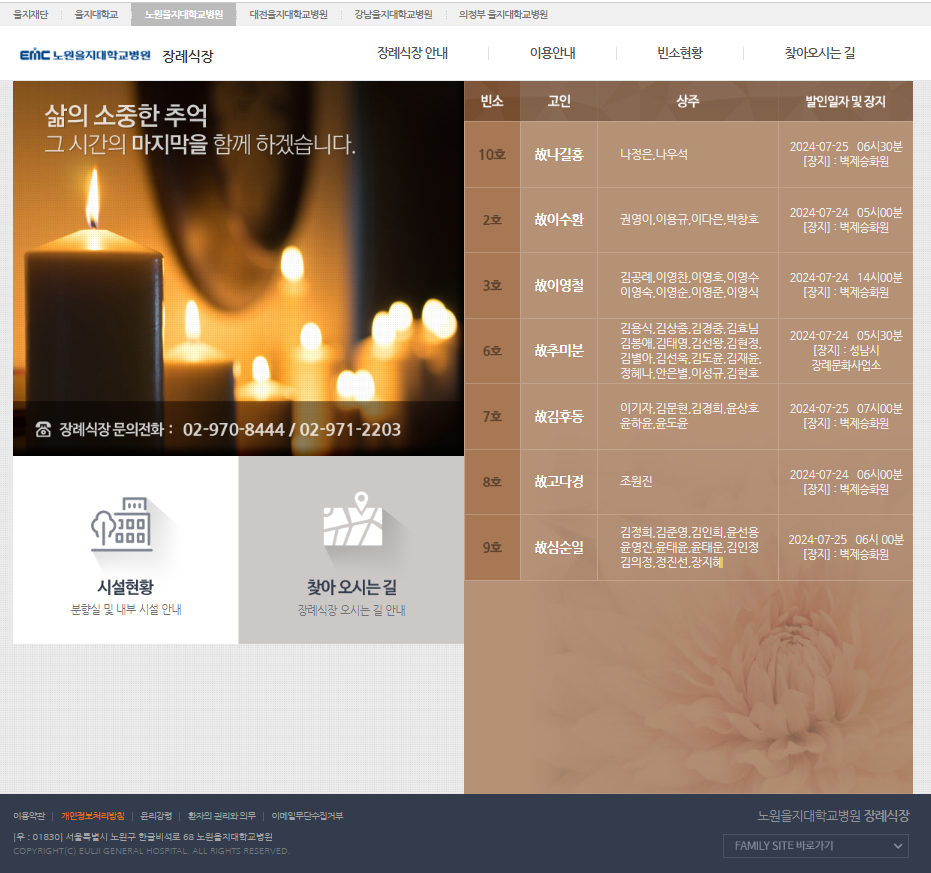 을지재단 을지대학교 노원을지대학교병원 대전을지대학교병원 강남을지대학교병원 의정부 을지대학교병원
EMC 노원을지대학교병원 장례식장
장례식장 안내 이용안내 빈소현황 찾아오시는 길
삶의 소중한 추억
그 시간의 마지막을 함께 하겠습니다.
장례식장 문의전화 : 02-970-8444 / 02-971-2203
시설현황
분향실 및 내부 시설 안내
찾아 오시는 길
장례식장 오시는 길 안내
빈소 고인 상주 발인일자 및 장지
10호 故나길홍 나정은,나우석 2024-07-25 06시30분
[장지] : 벽제승화원
2호 故이수환 권영이,이용규,이다은,박창호 2024-07-24 05시00분
[장지] : 벽제승화원
3호 故이영철 김공례,이영찬,이영호,이영수 2024-07-24 14시00분
이영숙,이영순,이영준,이영식 [장지] : 벽제승화원
6호 故추미분 김용식,김상중,김경중,김효님 2024-07-24 05시30분
김봉애,김태영,김선왕,김현정, [장지] : 성남시
김별아,김선욱,김도윤,김재윤, 장례문화사업소
정혜나,안은별,이성규,김현호
7호 故김후동 이기자,김문현,김경희,윤상호 2024-07-25 07시00분
윤하윤,윤도윤 [장지] : 벽제승화원
8호 故고다경 조원진 2024-07-24 06시00분
[장지] : 벽제승화원
9호 故심순일 김정희,김준영,김인희,윤선용 2024-07-25 06시 00분
윤영진,윤태윤,윤태운,김인정 [장지] : 벽제승화원
김의정,정진선,장지혜
이용약관 개인정보처리방침 윤리강령 환자의 권리와 의무 이메일무단수집거부
|우 : 01830| 서울특별시 노원구 한글비석로 68 노원을지대학교병원
COPYRIGHT(C) EULJI GENERAL HOSPITAL. ALL RIGHTS RESERVED.
노원을지대학교병원 장례식장
FAMILY SITE 바로가기